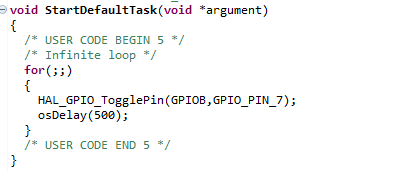 void StartDefaultTask(void *argument)
{
  /* USER CODE BEGIN 5 */
  /* Infinite loop */
  for(;;)
  {
    HAL_GPIO_TogglePin(GPIOB,GPIO_PIN_7);
    osDelay(500);
  }
  /* USER CODE END 5 */
}